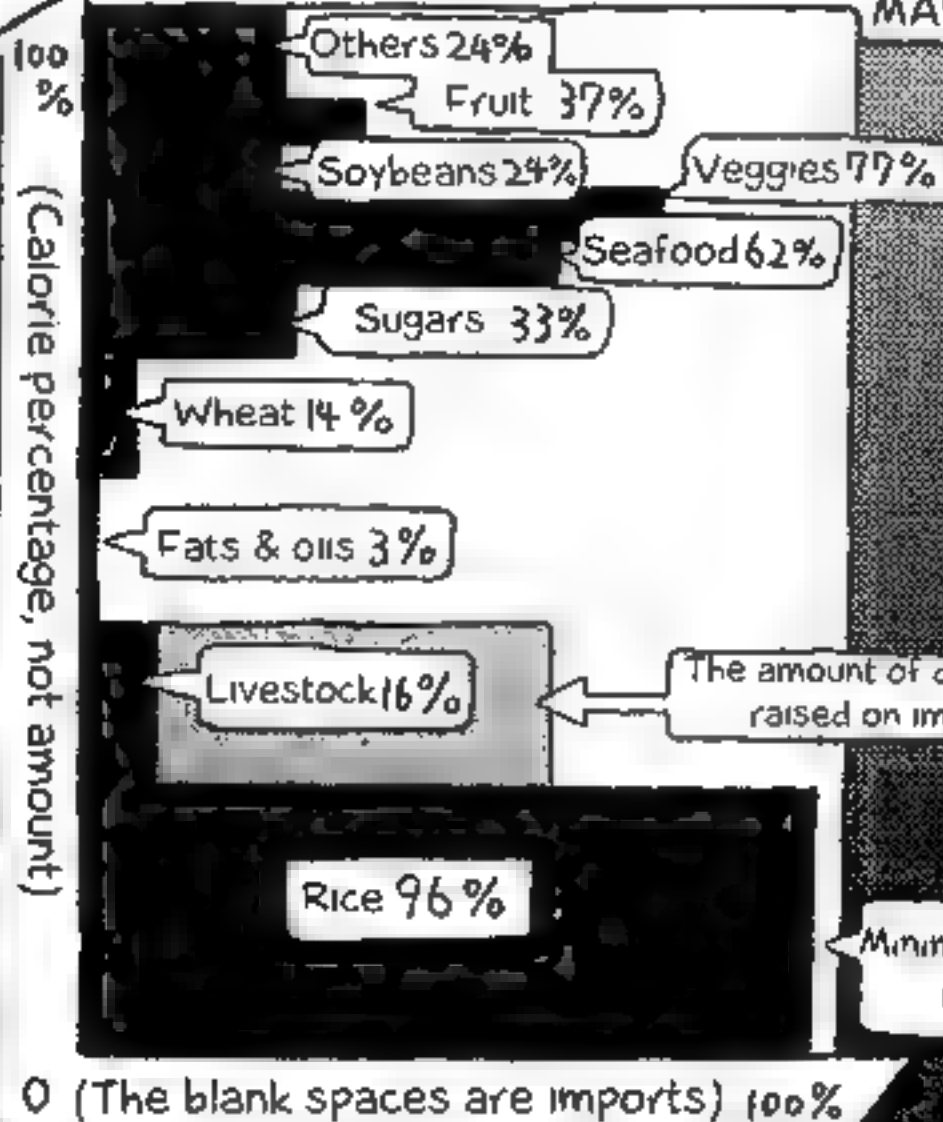 MA
100
%
Others 24%
Fruit 37%
Soybeans 24%
Veggies 77%
Seafood 62%
Sugars 33%
Wheat 14%
Fats & oils 3%
(Calorie percentage, not amount)
Livestock 16%
The amount of
raised on im
Rice 96%
Minin
0 (The blank spaces are imports) 100%